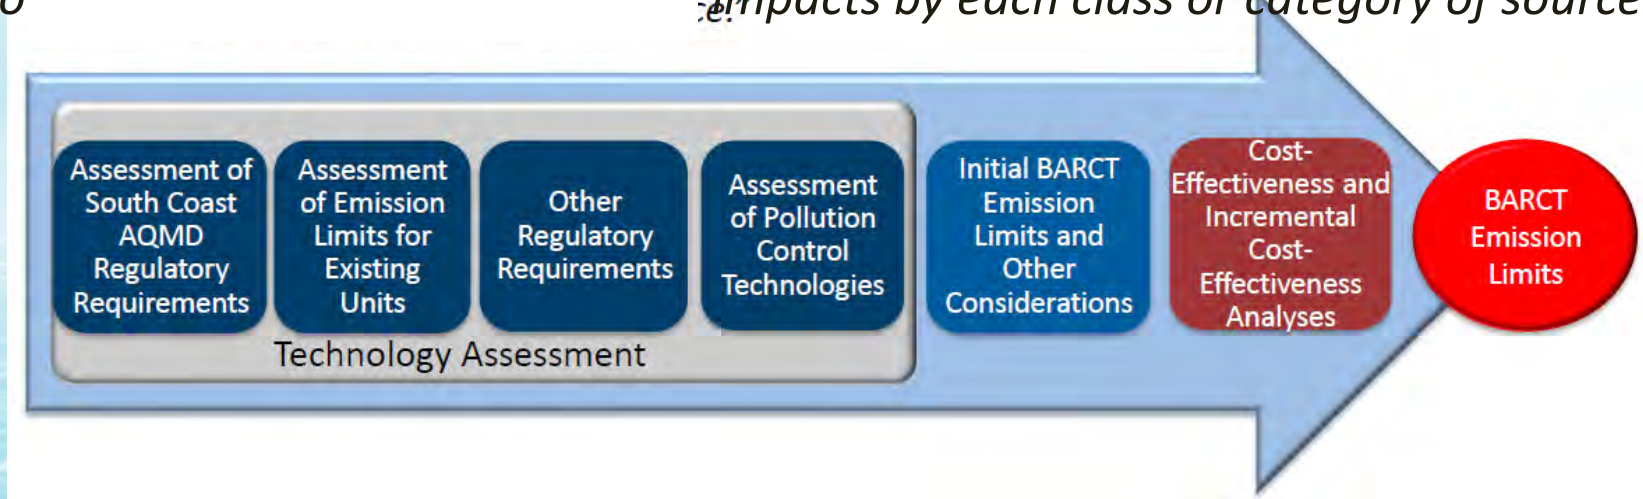 impacts by each class or category of source
ce."
Assessment of
South Coast
AQMD
Regulatory
Requirements
Assessment
of Emission
Limits for
Existing
Units
Other
Regulatory
Requirements
Assessment
of Pollution
Control
Technologies
Technology Assessment
Initial BARCT
Emission
Limits and
Other
Considerations
Cost-
Effectiveness and
Incremental
Cost-
Effectiveness
Analyses
BARCT
Emission
Limits